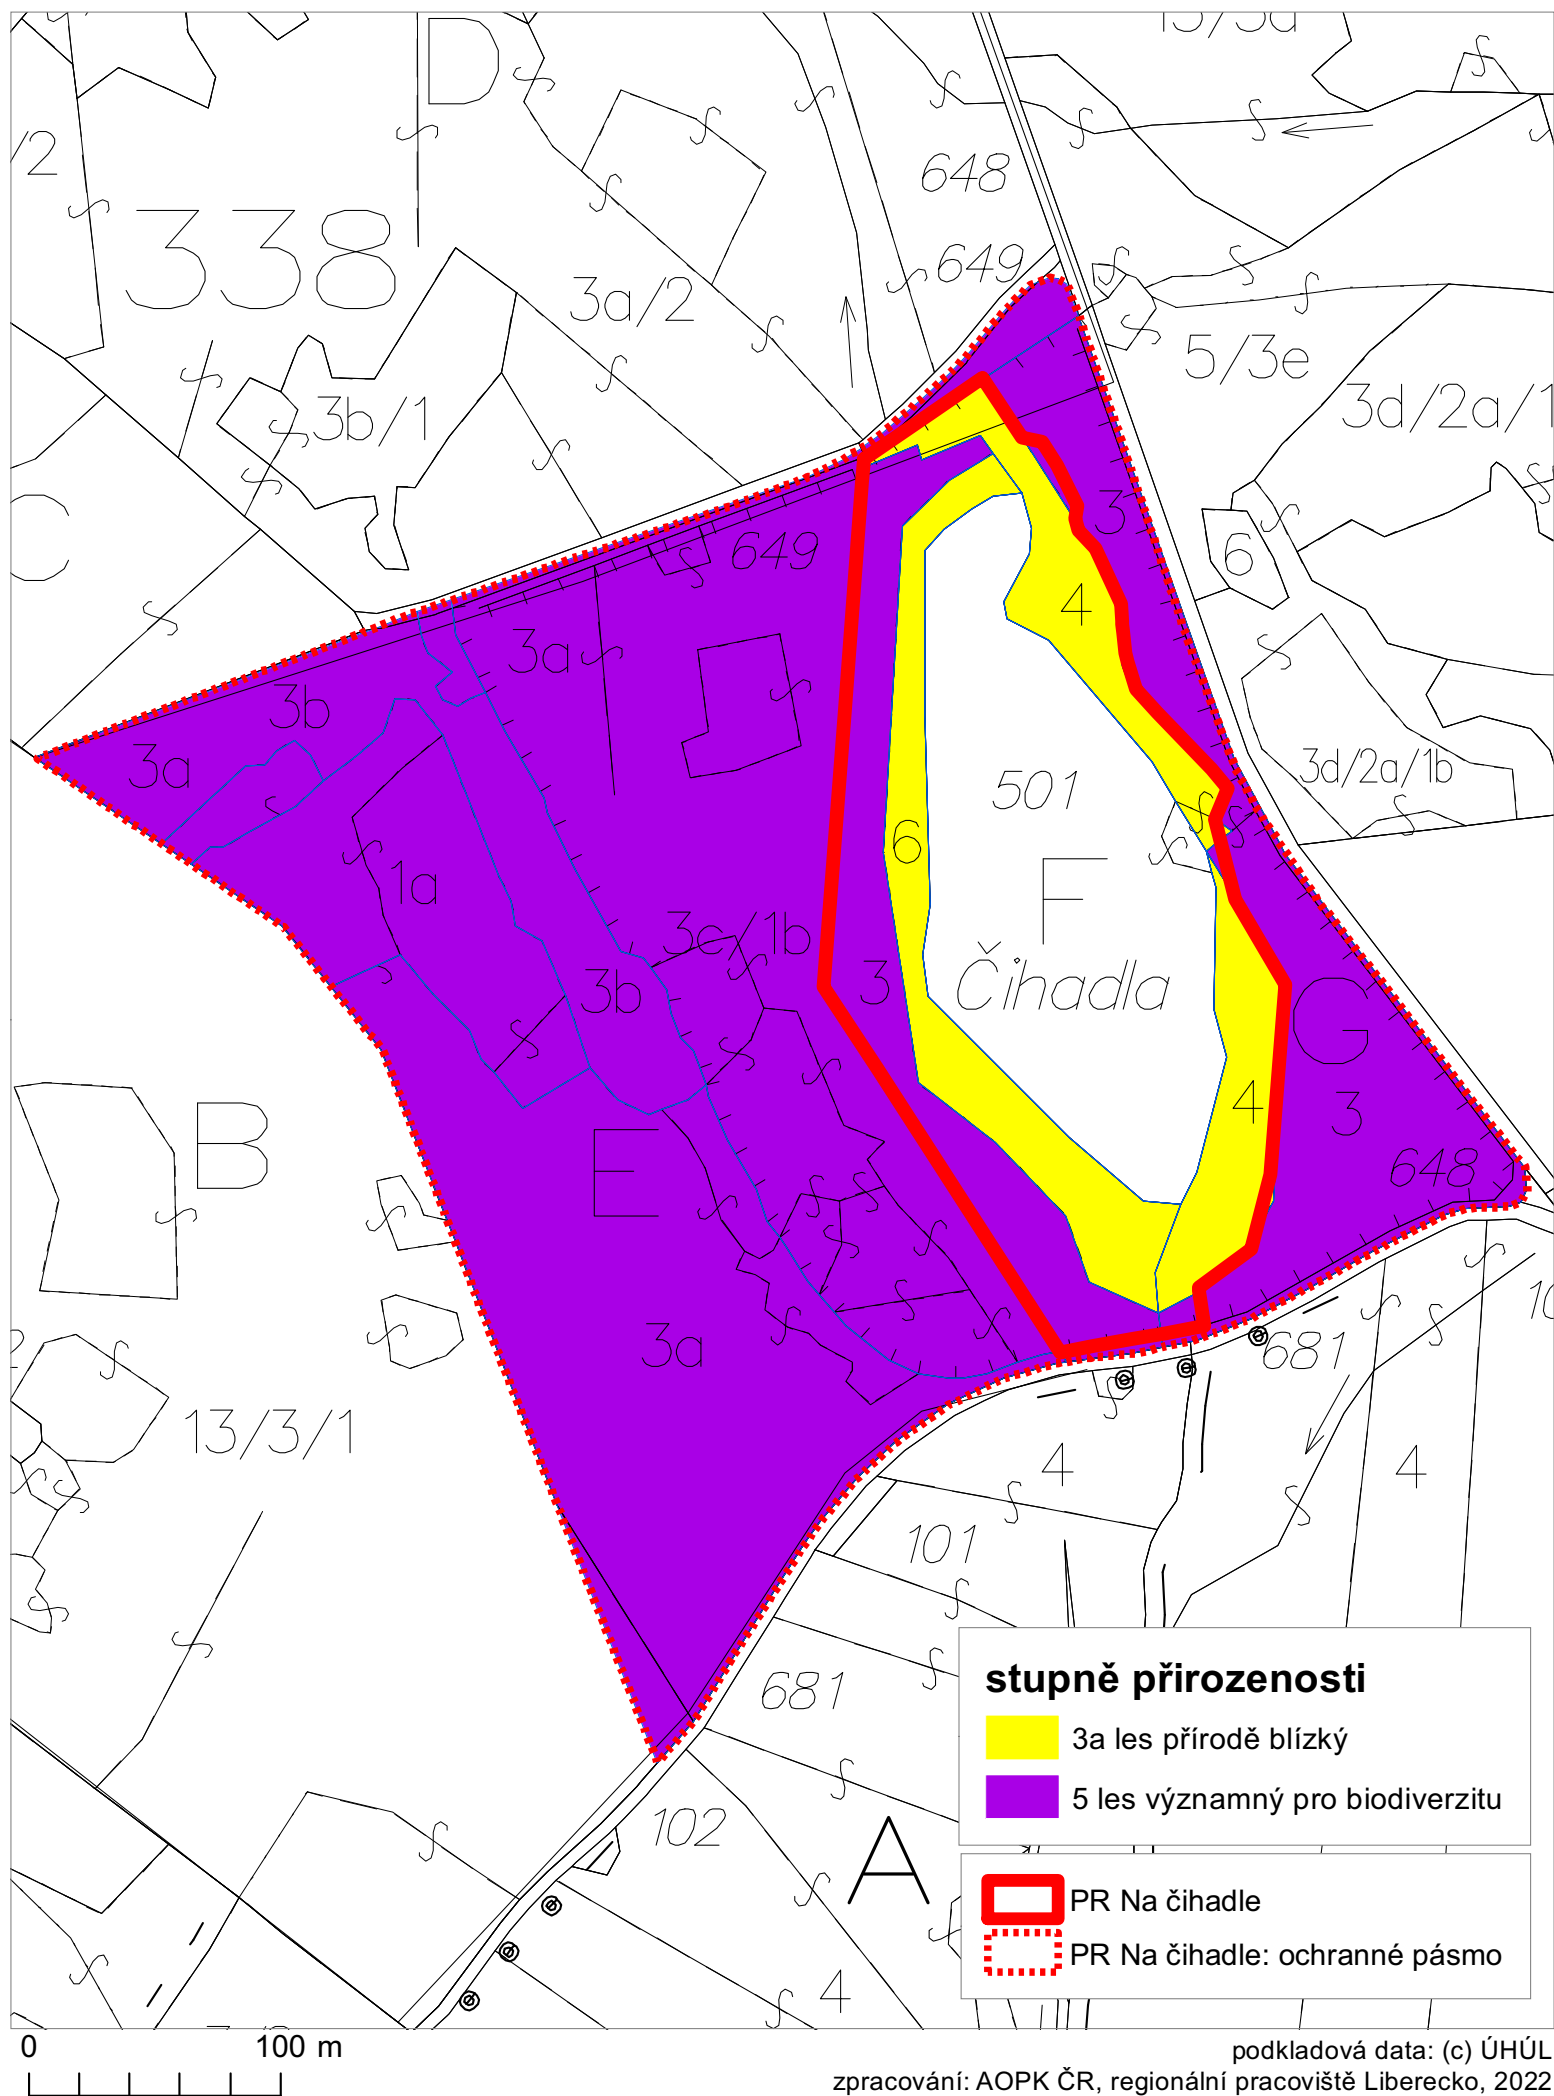 D
648
649
338
3a/2
3b/1
5/3e
3d/2a/1
C
649
3
6
4
3a
3b
3a
3d/2a/1b
501
6
1a
F
3e/1b
3b
3
Čihadla
G
4
3
B
E
648
3a
681
13/3/1
4
4
101
681
102
A
4
stupně přirozenosti
3a les přírodě blízký
5 les významný pro biodiverzitu
PR Na čihadle
PR Na čihadle: ochranné pásmo
0 100 m
podkladová data: (c) ÚHÚL
zpracování: AOPK ČR, regionální pracoviště Liberecko, 2022